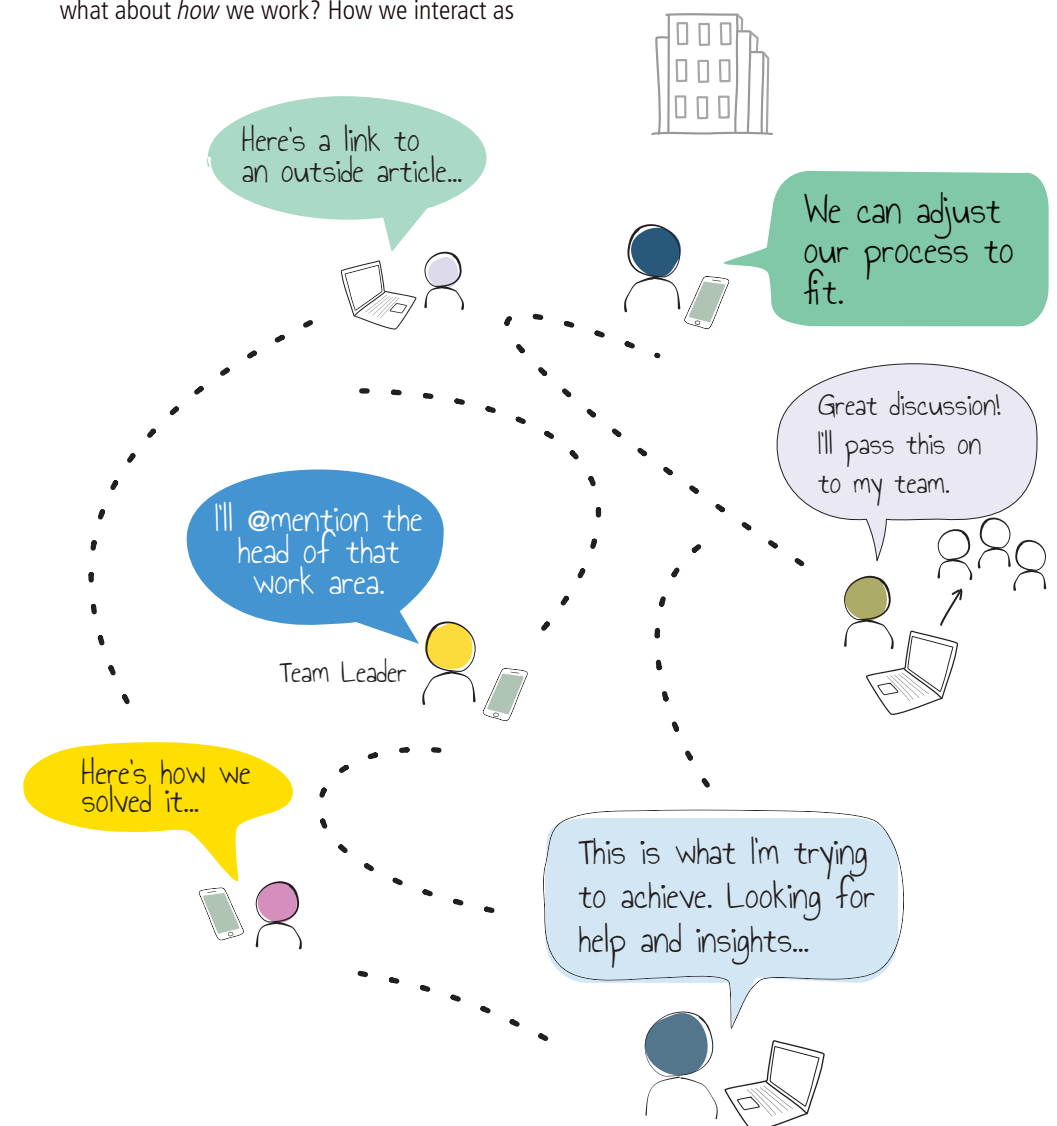 what about how we work? How we interact as
Here's a link to
an outside article...
We can adjust
our process to
fit.
Great discussion!
I'll pass this on
to my team.
I'll @mention the
head of that
work area.
Team Leader
Here's how we
solved it...
This is what I'm trying
to achieve. Looking for
help and insights...